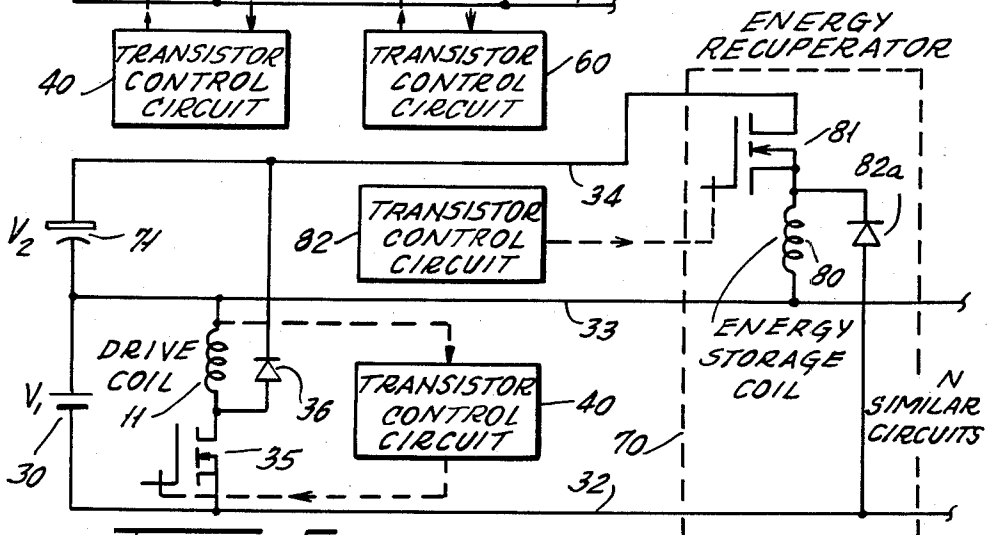 ENERGY
RECUPERATOR
TRANSISTOR
CONTROL
CIRCUIT
40
TRANSISTOR
CONTROL
CIRCUIT
60
81
82a
34
V2
71
82
TRANSISTOR
CONTROL
CIRCUIT
80
33
ENERGY
STORAGE
COIL
DRIVE
COIL
11
36
TRANSISTOR
CONTROL
CIRCUIT
40
V1
30
35
70
N
SIMILAR
CIRCUITS
32